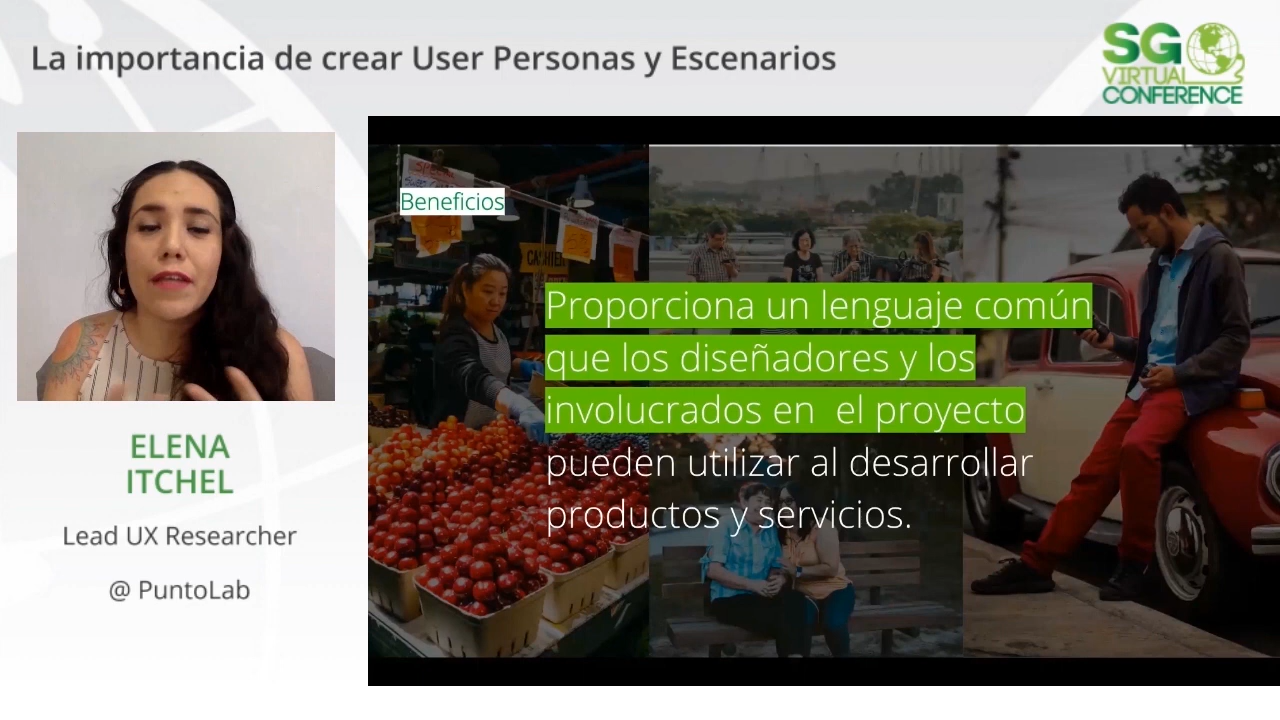 La importancia de crear User Personas y Escenarios
SG
VIRTUAL
CONFERENCE
Beneficios
CASHIER
Proporciona un lenguaje común
que los diseñadores y los
involucrados en  el proyecto
pueden utilizar al desarrollar
productos y servicios.
ELENA
ITCHEL
Lead UX Researcher
@ PuntoLab